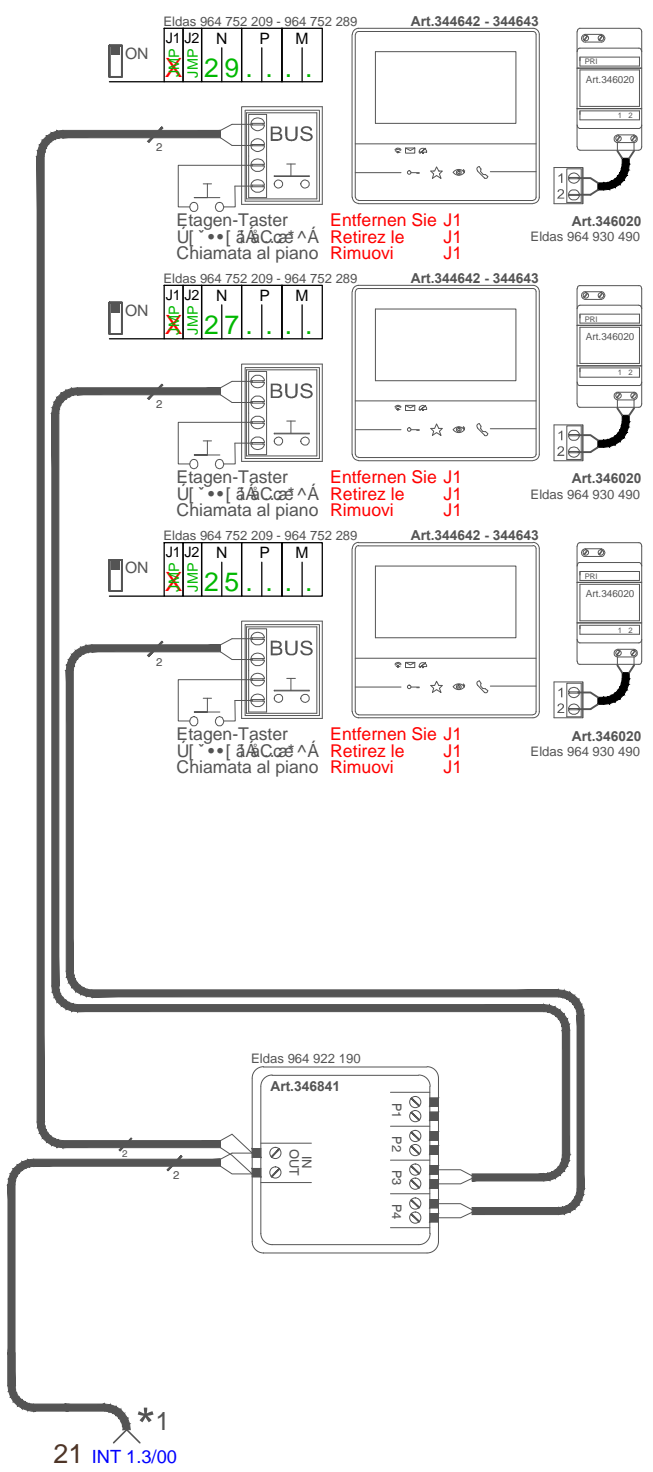 Eldas 964 752 209 - 964 752 289
Art.344642 - 344643
ON
J1 J2 N P M
JMP JMP 29. . . .
BUS
2
PRI
Art.346020
1 2
1
2
Etagen-Taster Entfernen Sie J1
Retirez le J1
Chiamata al piano Rimuovi J1
Art.346020
Eldas 964 930 490
Eldas 964 752 209 - 964 752 289
Art.344642 - 344643
ON
J1 J2 N P M
JMP JMP 27. . . .
BUS
2
PRI
Art.346020
1 2
1
2
Etagen-Taster Entfernen Sie J1
Retirez le J1
Chiamata al piano Rimuovi J1
Art.346020
Eldas 964 930 490
Eldas 964 752 209 - 964 752 289
Art.344642 - 344643
ON
J1 J2 N P M
JMP JMP 25. . . .
BUS
2
PRI
Art.346020
1 2
1
2
Etagen-Taster Entfernen Sie J1
Retirez le J1
Chiamata al piano Rimuovi J1
Art.346020
Eldas 964 930 490
Eldas 964 922 190
Art.346841
P1
P2
P3
P4
IN
OUT
2
2
*1
21 INT 1.3/00